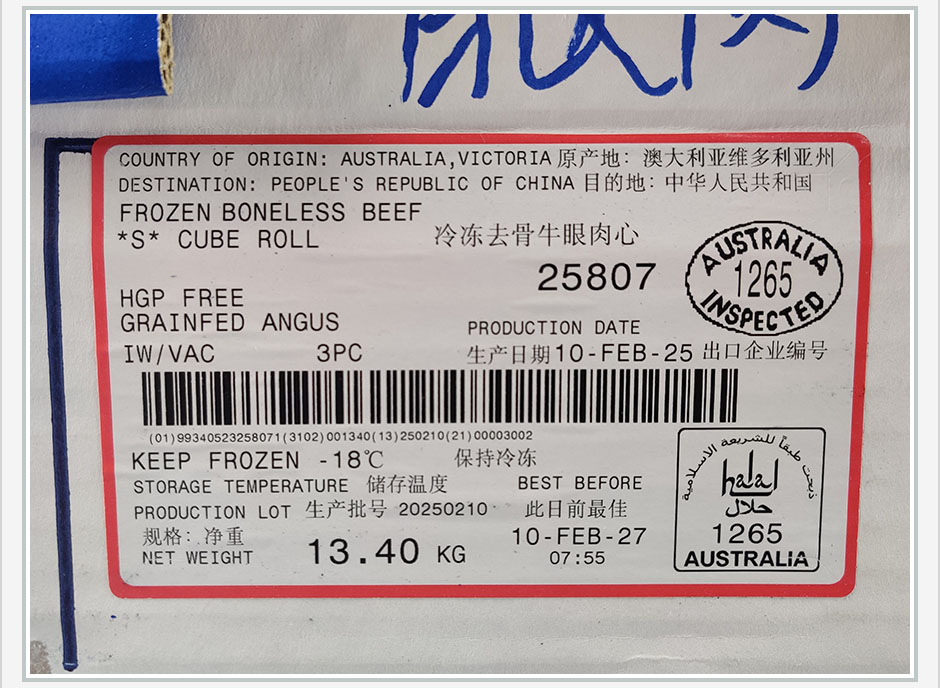 COUNTRY OF ORIGIN: AUSTRALIA,VICTORIA 原产地: 澳大利亚维多利亚州
DESTINATION: PEOPLE'S REPUBLIC OF CHINA 目的地: 中华人民共和国
FROZEN BONELESS BEEF
*S* CUBE ROLL 冷冻去骨牛眼肉心
25807
AUSTRALIA
1265
INSPECTED
HGP FREE
GRAINFED ANGUS
PRODUCTION DATE
IW/VAC 3PC 生产日期 10-FEB-25 出口企业编号
(01)99340523258071(3102)001340(13)250210(21)00003002
KEEP FROZEN -18℃ 保持冷冻
STORAGE TEMPERATURE 储存温度 BEST BEFORE
PRODUCTION LOT 生产批号 20250210 此日前最佳
规格: 净重
NET WEIGHT 13.40 KG
10-FEB-27
07:55
ذبحت طبقاً للشريعة الاسلامية
halal
حلال
1265
AUSTRALIA